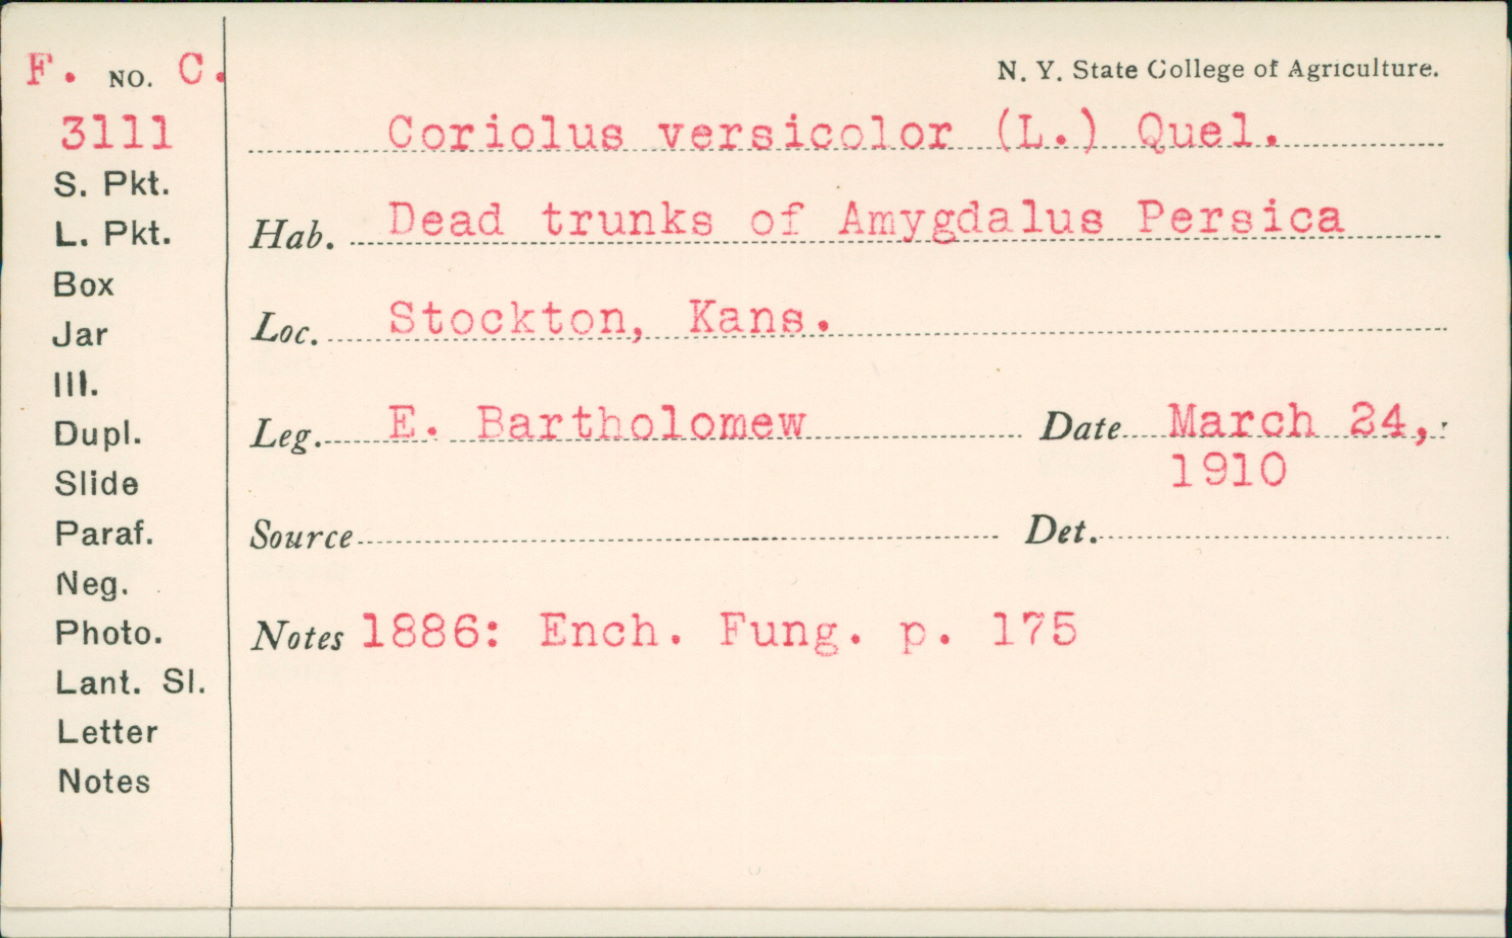 F. NO. C.
3111
S. Pkt.
L. Pkt.
Box
Jar
Ill.
Dupl.
Slide
Paraf.
Neg.
Photo.
Lant. Sl.
Letter
Notes
N. Y. State College of Agriculture.
Coriolus versicolor (L.) Quel.
Hab. Dead trunks of Amygdalus Persica
Loc. Stockton, Kans.
Leg. E. Bartholomew Date March 24,
1910
Source Det.
Notes 1886: Ench. Fung. p. 175